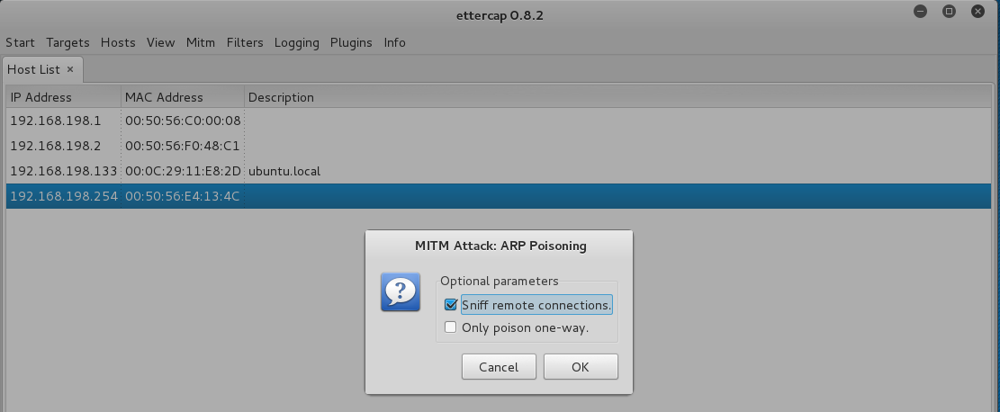 ettercap 0.8.2
Start Targets Hosts View Mitm Filters Logging Plugins Info
Host List ×
IP Address MAC Address Description
192.168.198.1 00:50:56:C0:00:08
192.168.198.2 00:50:56:F0:48:C1
192.168.198.133 00:0C:29:11:E8:2D ubuntu.local
192.168.198.254 00:50:56:E4:13:4C
MITM Attack: ARP Poisoning
Optional parameters
Sniff remote connections.
Only poison one-way.
Cancel OK